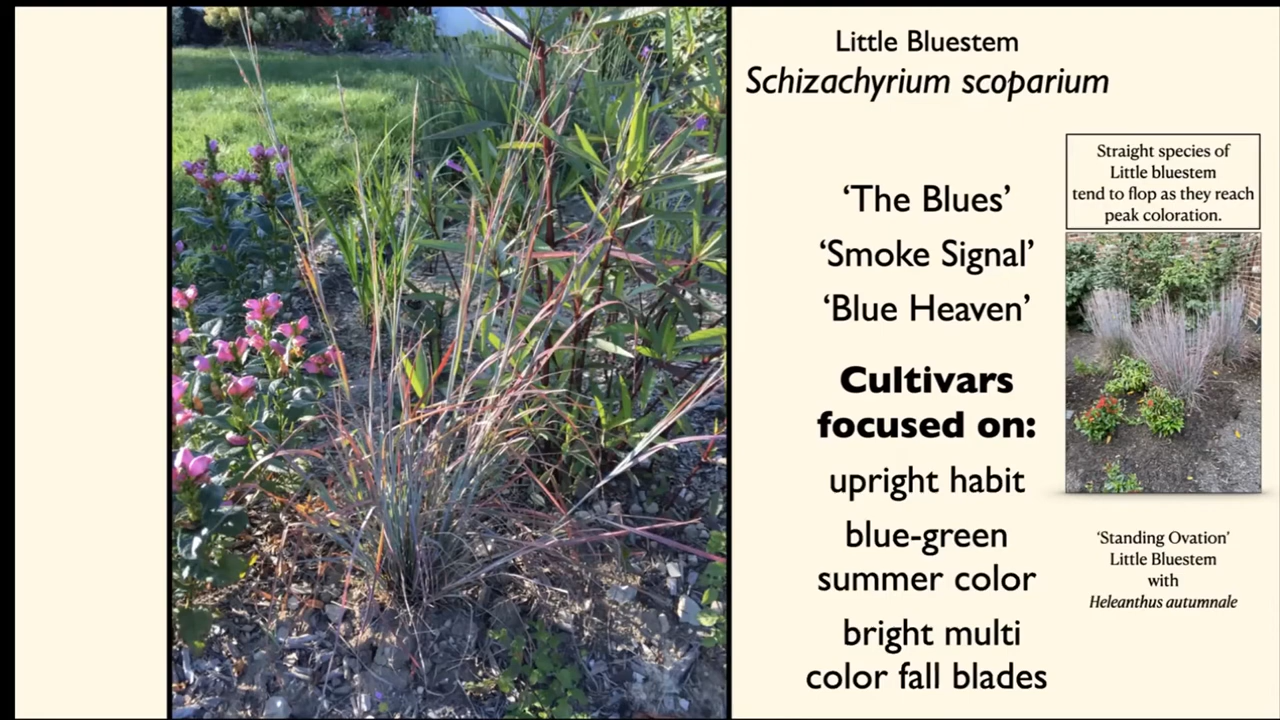 Little Bluestem
Schizachyrium scoparium
Straight species of
Little bluestem
tend to flop as they reach
peak coloration.
‘The Blues’
‘Smoke Signal’
‘Blue Heaven’
Cultivars
focused on:
upright habit
blue-green
summer color
bright multi
color fall blades
‘Standing Ovation’
Little Bluestem
with
Heleanthus autumnale